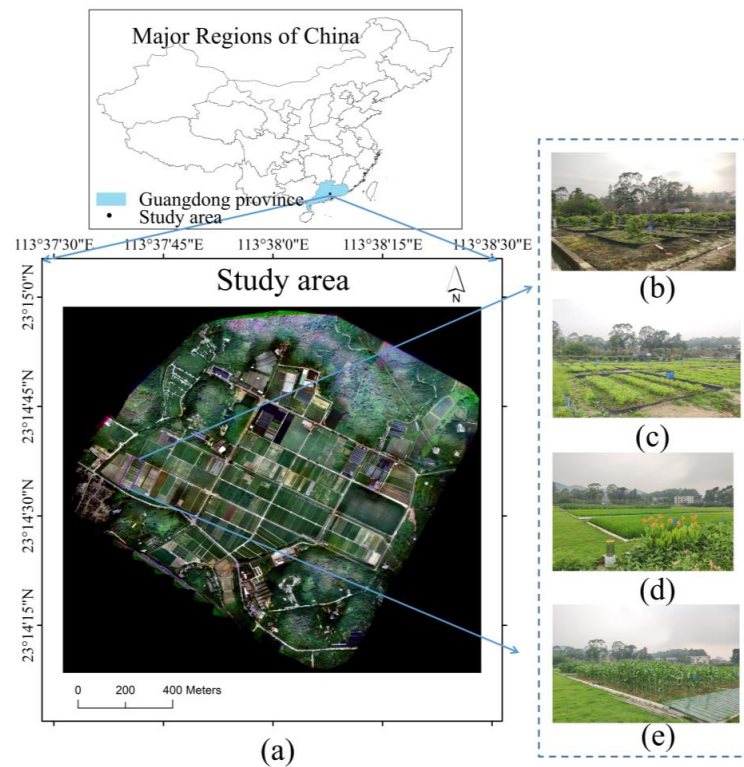 Major Regions of China
Guangdong province
Study area
113°37'30"E 113°37'45"E 113°38'0"E 113°38'15"E 113°38'30"E
Study area
N
23°15'0"N
23°14'45"N
23°14'30"N
23°14'15"N
0 200 400 Meters
(a)
(b)
(c)
(d)
(e)